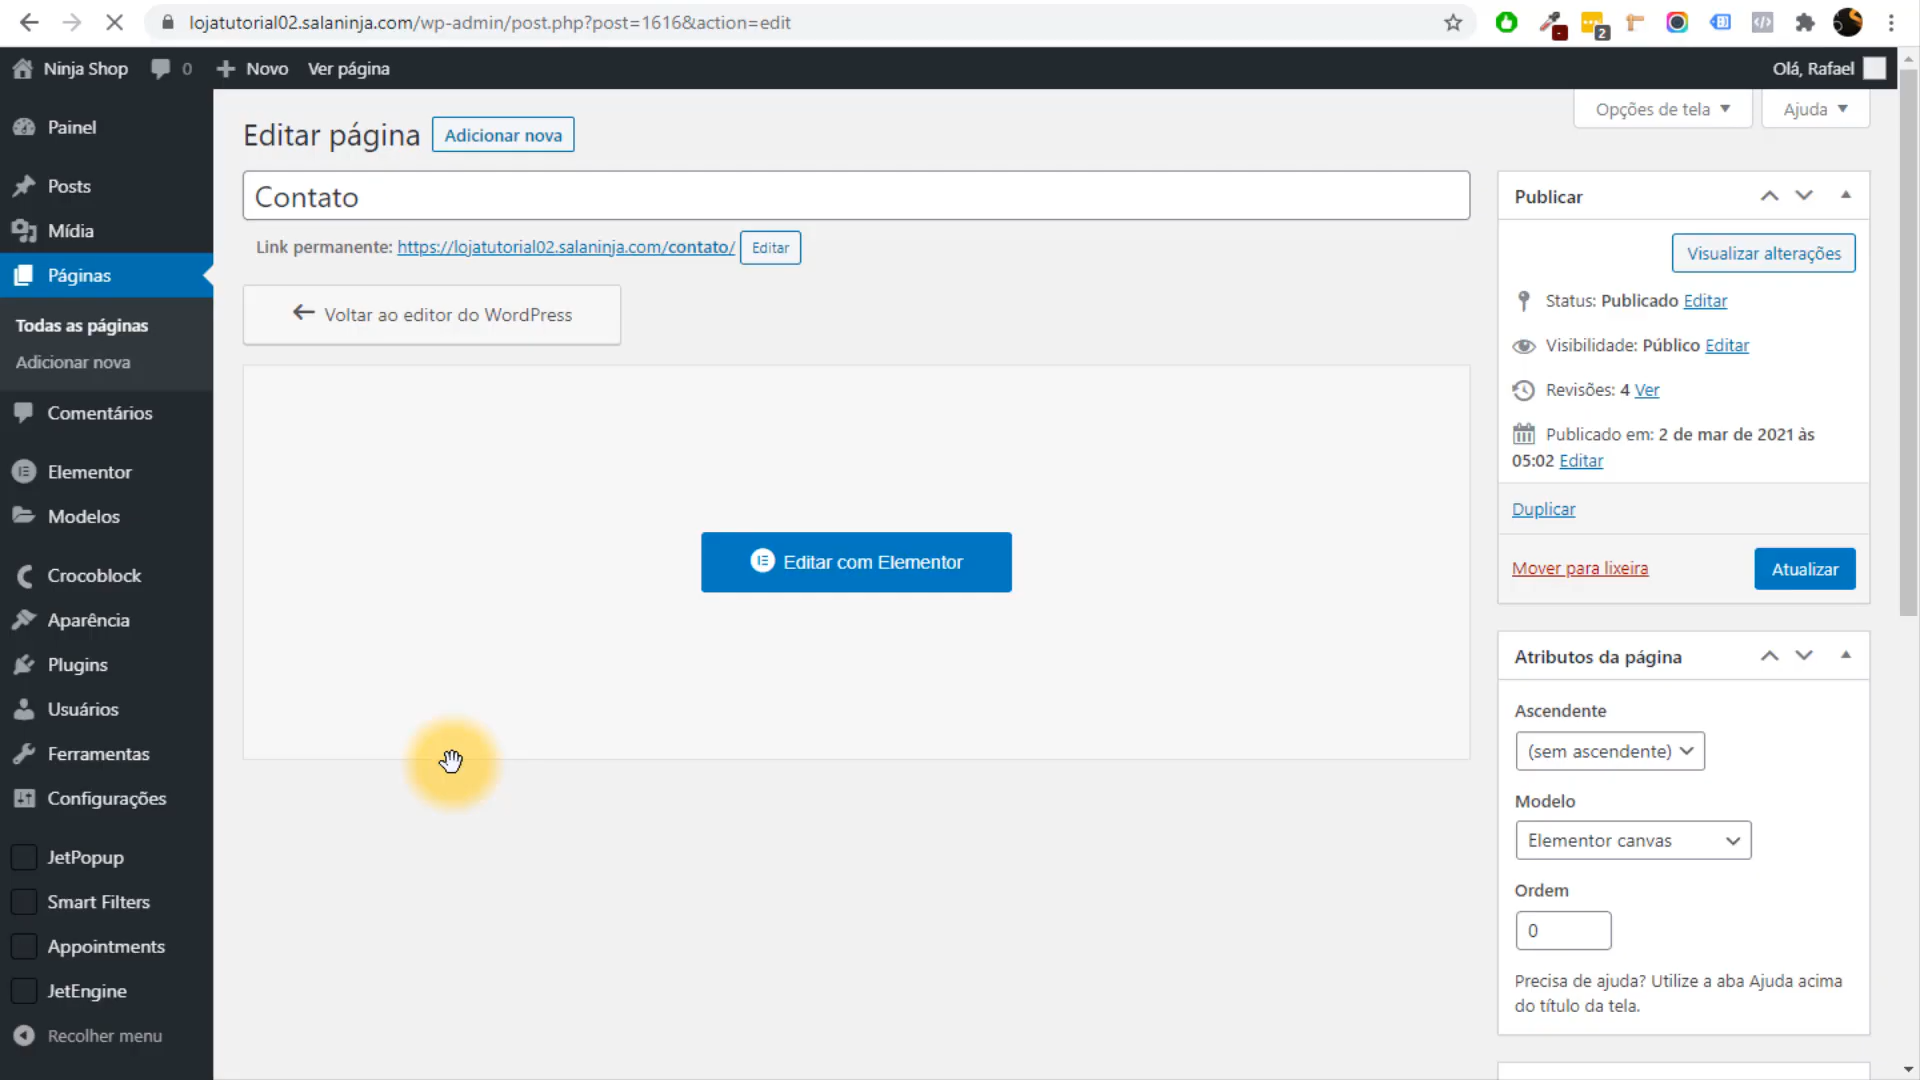 lojatutorial02.salaninja.com/wp-admin/post.php?post=1616&action=edit
2
Ninja Shop
0
Novo
Ver página
Olá, Rafael
Painel
Posts
Mídia
Páginas
Todas as páginas
Adicionar nova
Comentários
Elementor
Modelos
Crocoblock
Aparência
Plugins
Usuários
Ferramentas
Configurações
JetPopup
Smart Filters
Appointments
JetEngine
Recolher menu
Opções de tela
Ajuda
Editar página
Adicionar nova
Contato
Link permanente: https://lojatutorial02.salaninja.com/contato/ Editar
Voltar ao editor do WordPress
Editar com Elementor
Publicar
Visualizar alterações
Status: Publicado Editar
Visibilidade: Público Editar
Revisões: 4 Ver
Publicado em: 2 de mar de 2021 às
05:02 Editar
Duplicar
Mover para lixeira
Atualizar
Atributos da página
Ascendente
(sem ascendente)
Modelo
Elementor canvas
Ordem
0
Precisa de ajuda? Utilize a aba Ajuda acima
do título da tela.